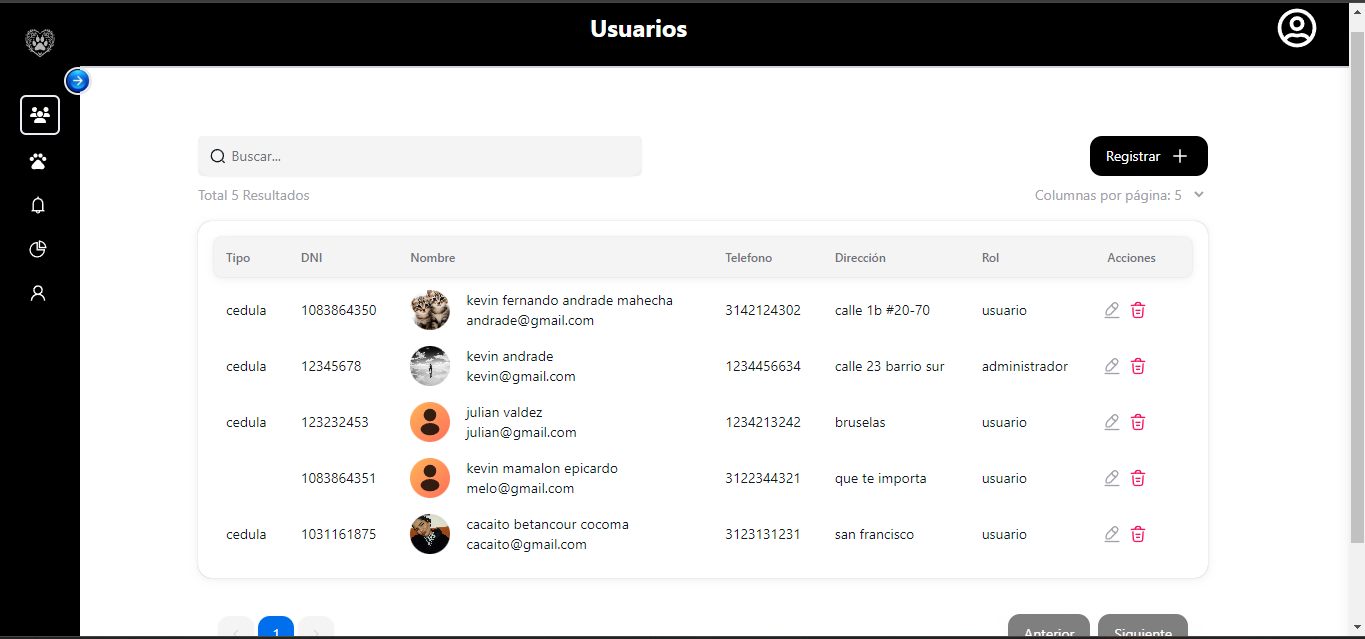 Usuarios
Buscar...
Registrar
Total 5 Resultados
Columnas por página: 5
Tipo DNI Nombre Telefono Dirección Rol Acciones
cedula 1083864350 kevin fernando andrade mahecha 3142124302 calle 1b #20-70 usuario
andrade@gmail.com
cedula 12345678 kevin andrade 1234456634 calle 23 barrio sur administrador
kevin@gmail.com
cedula 123232453 julian valdez 1234213242 bruselas usuario
julian@gmail.com
1083864351 kevin mamalon epicardo 3122344321 que te importa usuario
melo@gmail.com
cedula 1031161875 cacaito betancour cocoma 3123131231 san francisco usuario
cacaito@gmail.com
1 Anterior Siguiente